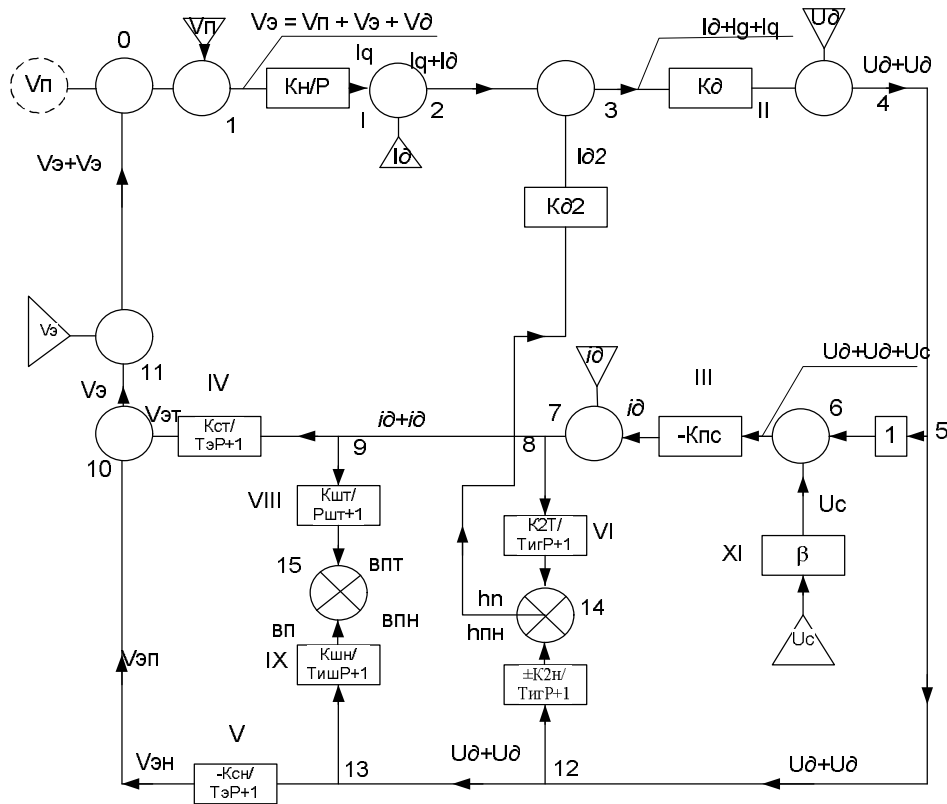 0
Vп
Vп
Vэ = Vп + Vэ + Vд
1
Iq
Кн/Р
I
Iq+Iд
2
Iд
3
Iд+Ig+Iq
Кд
II
Uд
4
Uд+Uд
Iд2
Кд2
Vэ+Vэ
Vэ
11
Vэ
10
IV
Vэт
Кст/
ТэР+1
iд+iд
9
8
7
iд
iд
III
-Кпс
Uд+Uд+Uс
6
1
5
Uс
XI
β
Uс
VIII
Кшт/
Ршт+1
15
впт
впн
вп
IX
Кшн/
ТишР+1
К2Т/
ТигР+1
VI
hп
hпн
14
±К2н/
ТигР+1
Vэп
V
Vэн
-Ксн/
ТэР+1
13
Uд+Uд
12
Uд+Uд